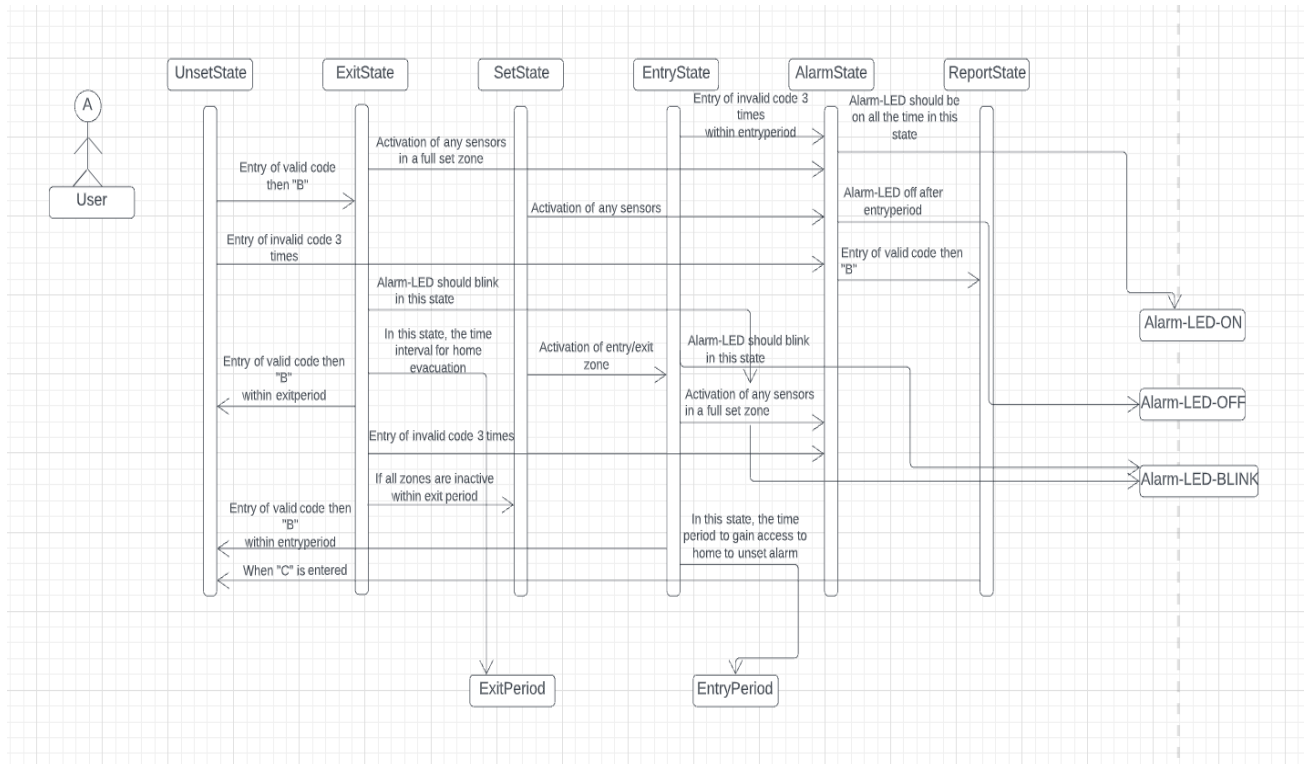 UnsetState
ExitState
SetState
EntryState
AlarmState
ReportState
A
User
Entry of invalid code 3
times
within entryperiod
Alarm-LED should be
on all the time in this
state
Activation of any sensors
in a full set zone
Entry of valid code
then "B"
Activation of any sensors
Alarm-LED off after
entryperiod
Entry of invalid code 3
times
Entry of valid code then
"B"
Alarm-LED should blink
in this state
Alarm-LED-ON
In this state, the time
interval for home
evacuation
Activation of entry/exit
zone
Alarm-LED should blink
in this state
Entry of valid code then
"B"
within exitperiod
Activation of any sensors
in a full set zone
Alarm-LED-OFF
Entry of invalid code 3 times
If all zones are inactive
within exit period
Alarm-LED-BLINK
Entry of valid code then
"B"
within entryperiod
In this state, the time
period to gain access to
home to unset alarm
When "C" is entered
ExitPeriod
EntryPeriod